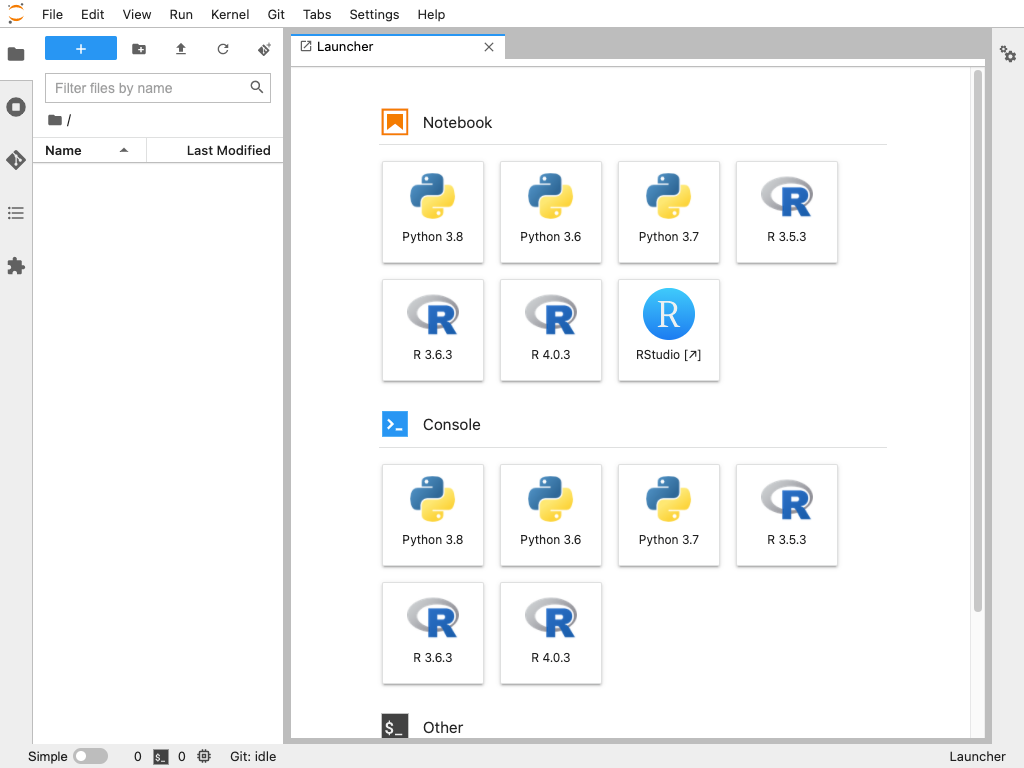 File Edit View Run Kernel Git Tabs Settings Help
+
Filter files by name
/
Name Last Modified
Launcher
Notebook
Python 3.8 Python 3.6 Python 3.7 R 3.5.3
R 3.6.3 R 4.0.3 RStudio [↗]
Console
Python 3.8 Python 3.6 Python 3.7 R 3.5.3
R 3.6.3 R 4.0.3
$_ Other
Simple 0 $_ 0 Git: idle Launcher